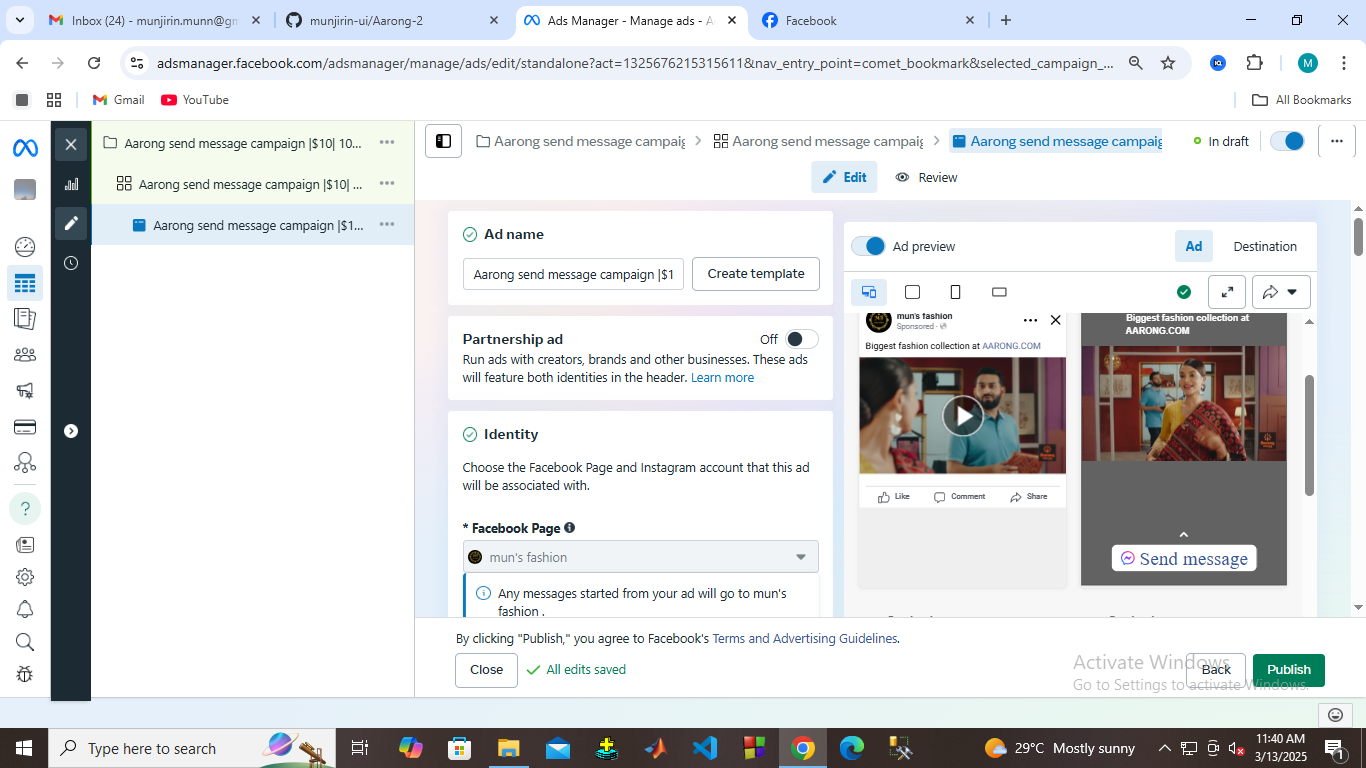 Inbox (24) - munjirin.munn@gm
munjirin-ui/Aarong-2
Ads Manager - Manage ads - A
Facebook
adsmanager.facebook.com/adsmanager/manage/ads/edit/standalone?act=1325676215315611&nav_entry_point=comet_bookmark&selected_campaign_...
M
Gmail
YouTube
All Bookmarks
Aarong send message campaign |$10| 10...
Aarong send message campaign |$10| ...
Aarong send message campaign |$1...
Aarong send message campaig
Aarong send message campaig
Aarong send message campaig
In draft
Edit
Review
Ad name
Aarong send message campaign |$1
Create template
Partnership ad
Off
Run ads with creators, brands and other businesses. These ads
will feature both identities in the header. Learn more
Identity
Choose the Facebook Page and Instagram account that this ad
will be associated with.
* Facebook Page
mun's fashion
Any messages started from your ad will go to mun's
fashion .
Ad preview
Ad
Destination
mun's fashion
Sponsored ·
Biggest fashion collection at AARONG.COM
Like
Comment
Share
Biggest fashion collection at
AARONG.COM
Send message
By clicking "Publish," you agree to Facebook's Terms and Advertising Guidelines.
Close
All edits saved
Back
Publish
Activate Windows
Go to Settings to activate Windows.
Type here to search
29°C Mostly sunny
11:40 AM
3/13/2025
1